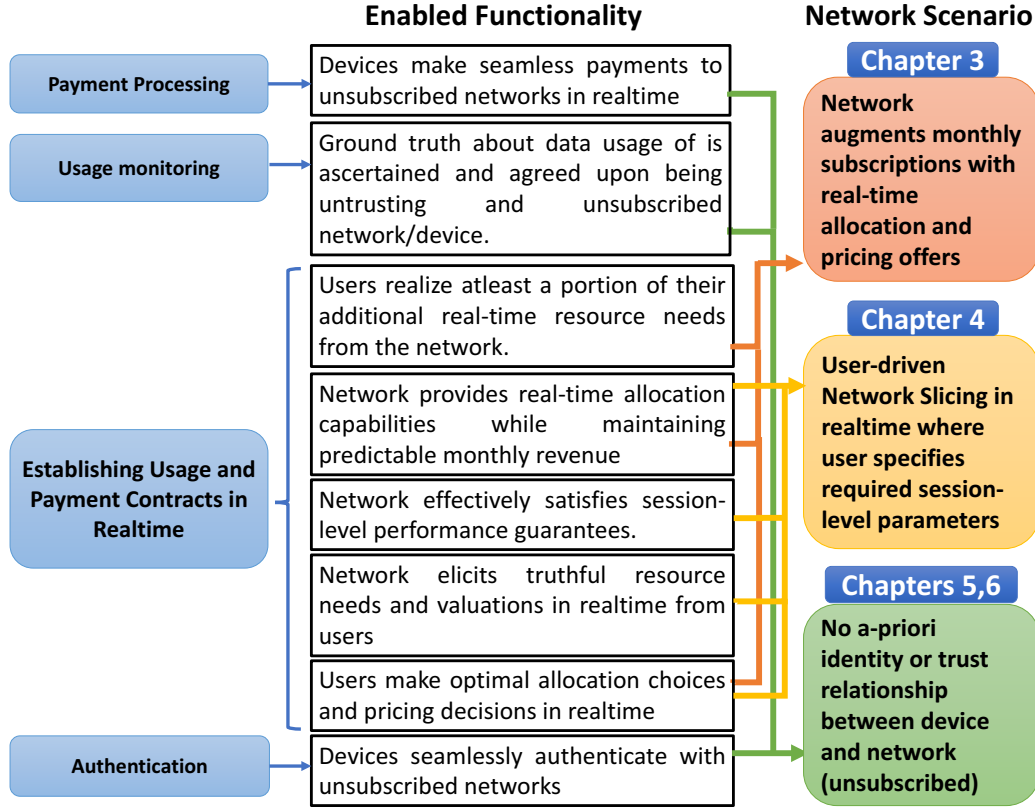 Enabled Functionality
Network Scenario
Payment Processing
Devices make seamless payments to
unsubscribed networks in realtime
Usage monitoring
Ground truth about data usage of is
ascertained and agreed upon being
untrusting and unsubscribed
network/device.
Establishing Usage and
Payment Contracts in
Realtime
Users realize atleast a portion of their
additional real-time resource needs
from the network.
Network provides real-time allocation
capabilities while maintaining
predictable monthly revenue
Network effectively satisfies session-
level performance guarantees.
Network elicits truthful resource
needs and valuations in realtime from
users
Users make optimal allocation choices
and pricing decisions in realtime
Authentication
Devices seamlessly authenticate with
unsubscribed networks
Chapter 3
Network
augments monthly
subscriptions with
real-time
allocation and
pricing offers
Chapter 4
User-driven
Network Slicing in
realtime where
user specifies
required session-
level parameters
Chapters 5,6
No a-priori
identity or trust
relationship
between device
and network
(unsubscribed)